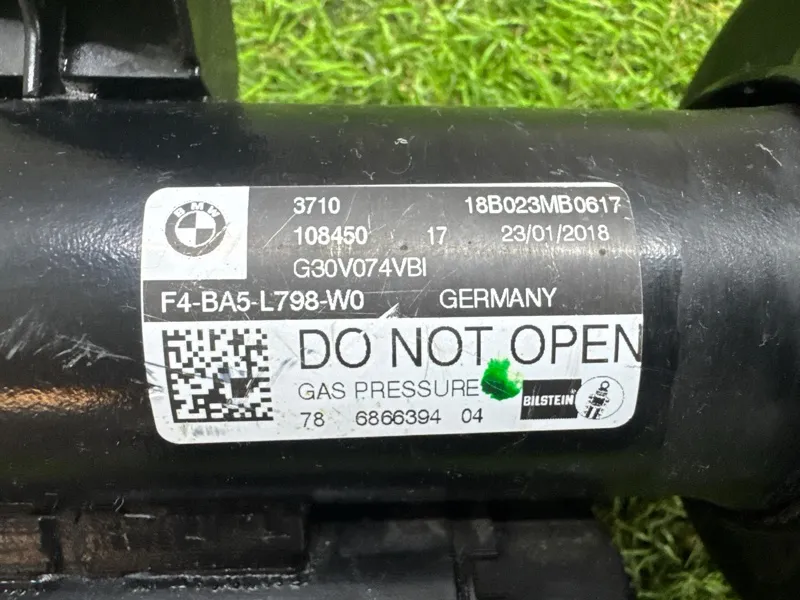 BMW
3710 18B023MB0617
108450 17 23/01/2018
G30V074VBI
F4-BA5-L798-W0 GERMANY
DO NOT OPEN
GAS PRESSURE
BILSTEIN
78 6866394 04